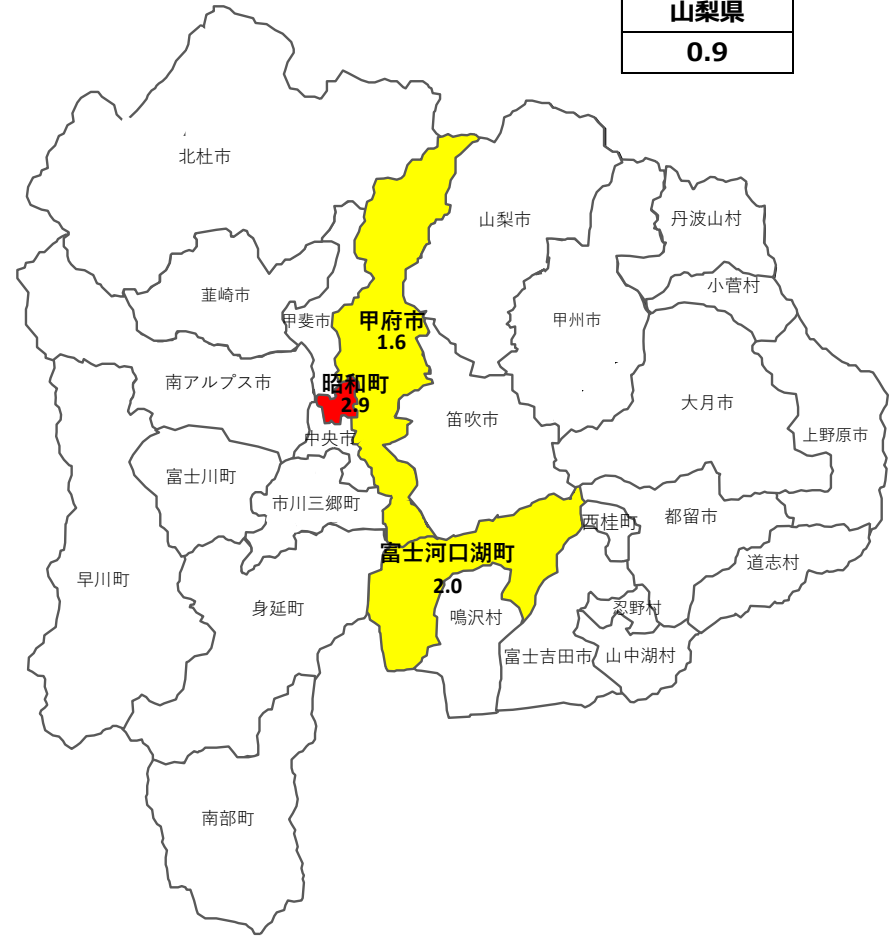 山梨県
0.9
北杜市
山梨市
丹波山村
小菅村
韮崎市
甲斐市
甲府市
1.6
甲州市
南アルプス市
昭和町
2.9
大月市
笛吹市
中央市
上野原市
富士川町
市川三郷町
西桂町
都留市
富士河口湖町
2.0
道志村
早川町
身延町
鳴沢村
忍野村
富士吉田市
山中湖村
南部町